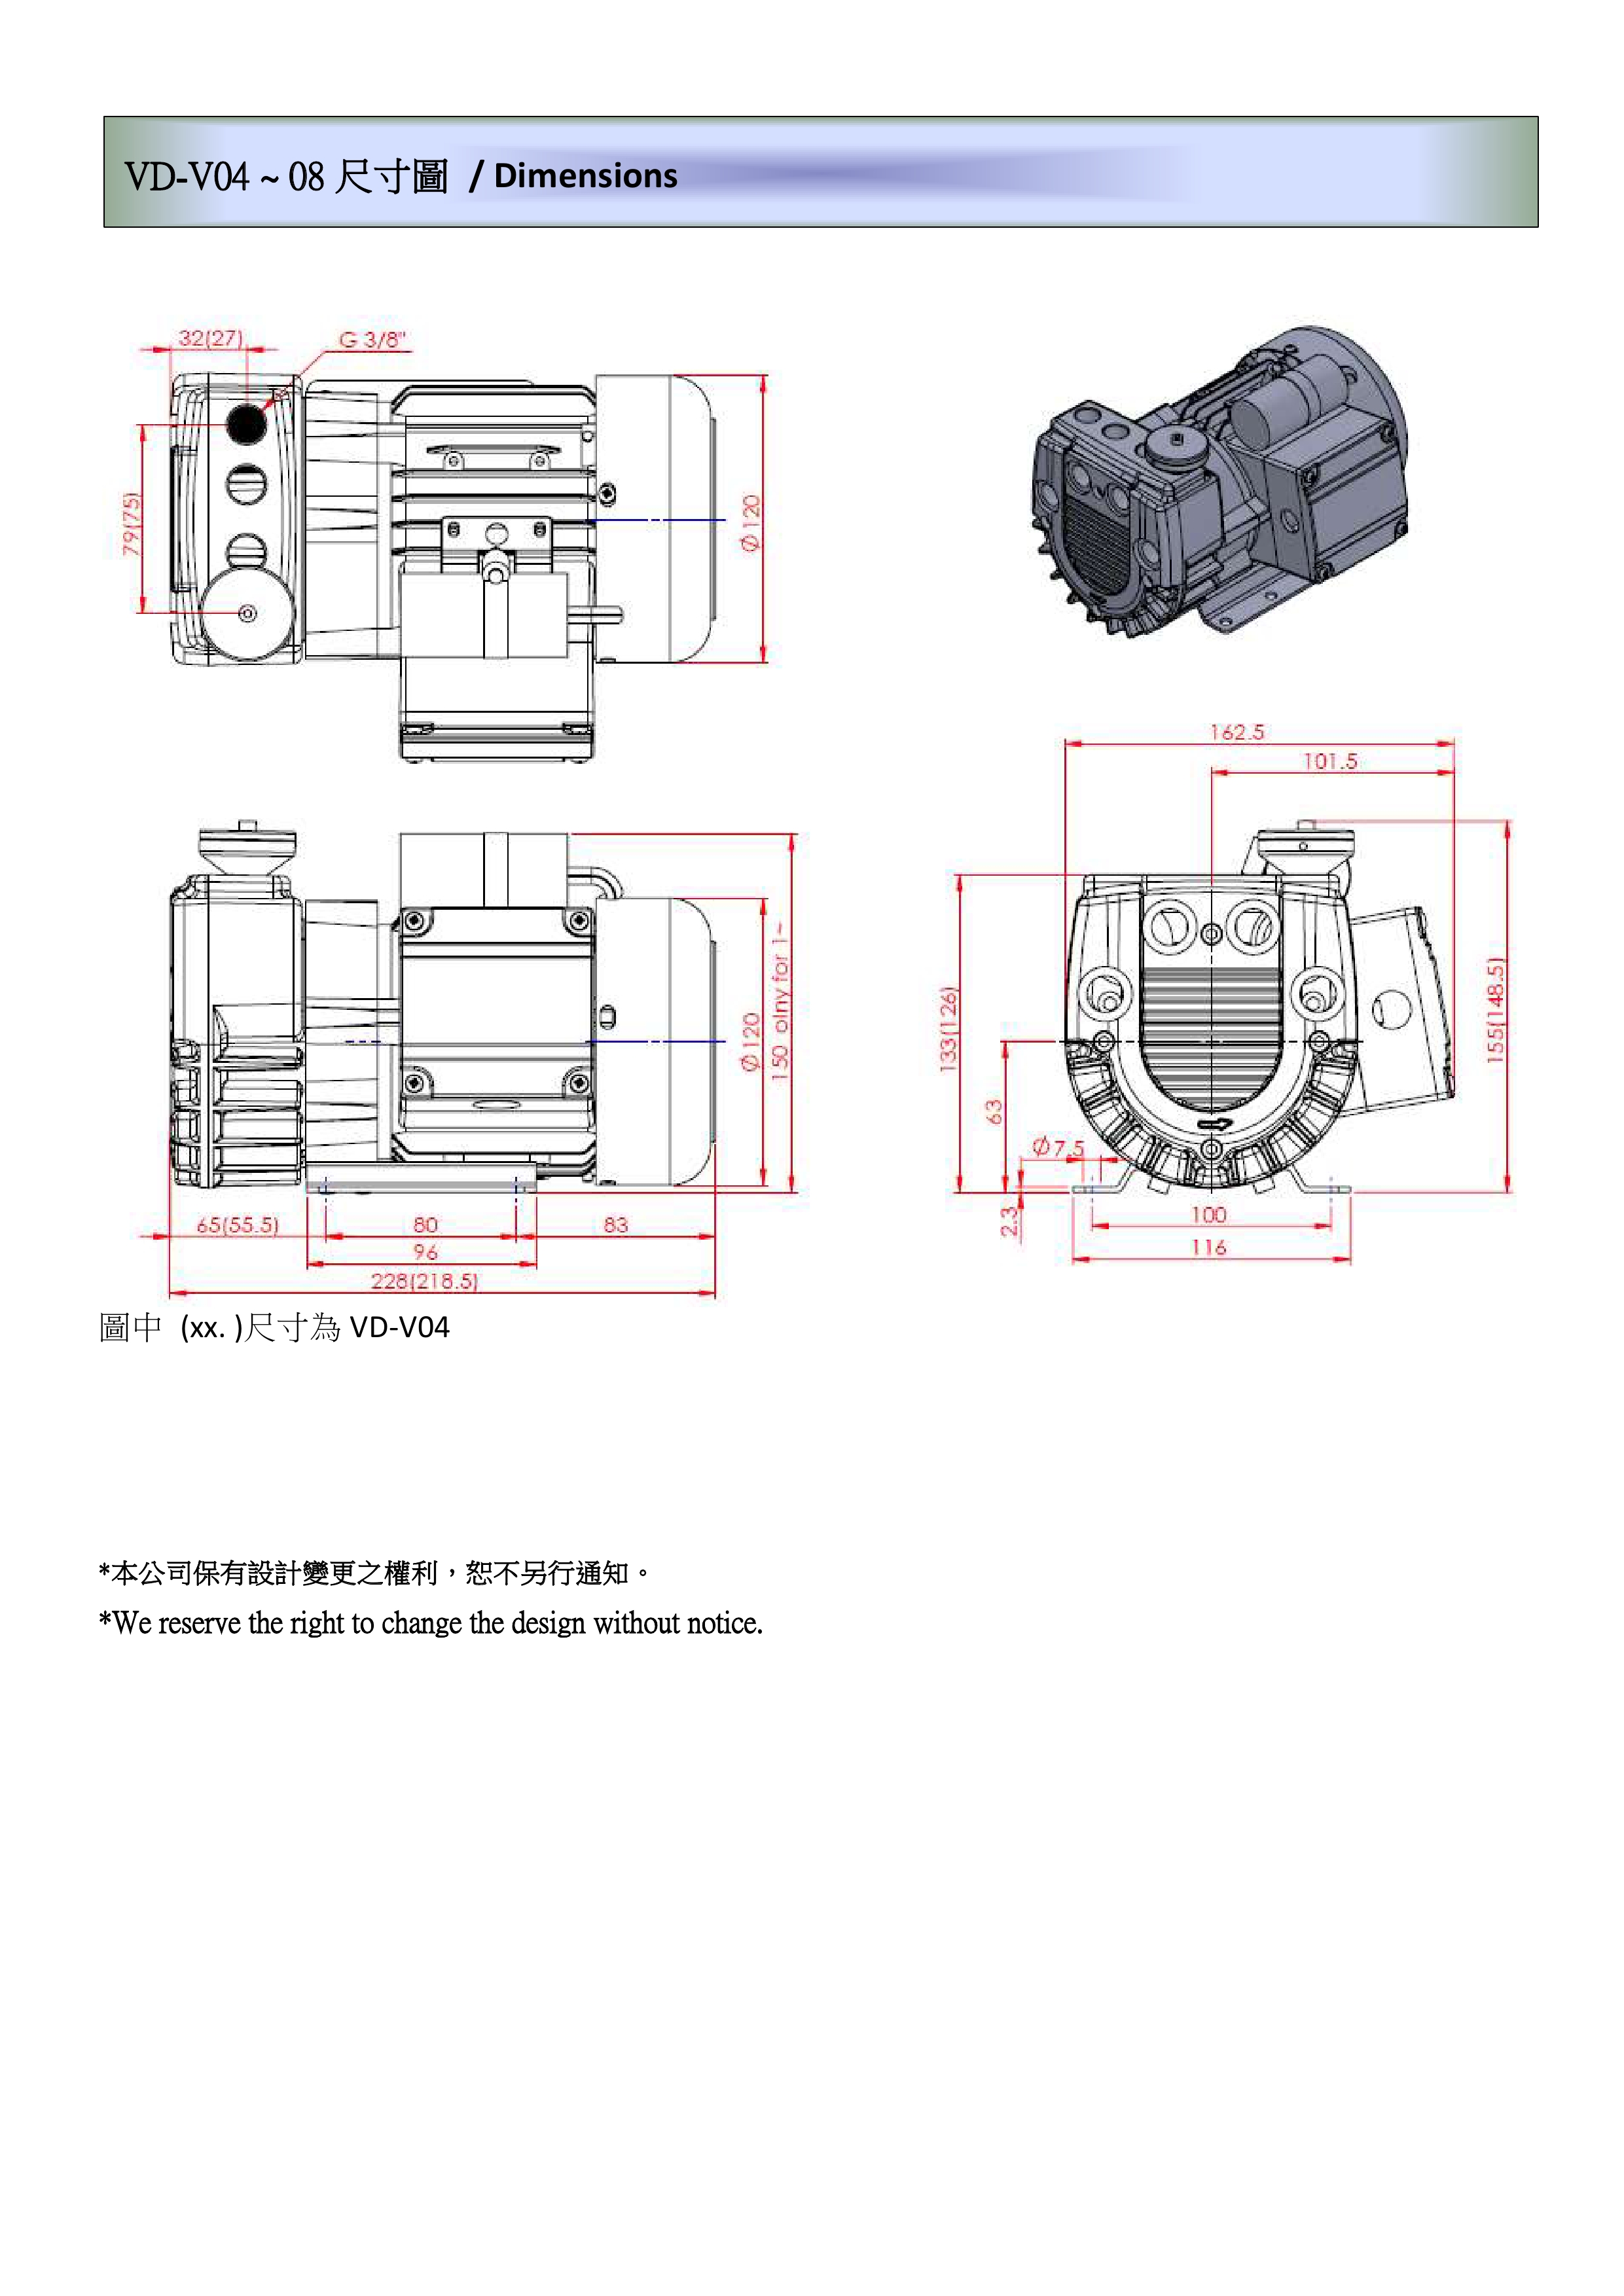 VD-V04 ~ 08 尺寸圖 / Dimensions
32(27)
G 3/8"
79(75)
Φ120
162.5
101.5
133(126)
63
Φ7.5
2.3
100
116
155(148.5)
Φ120
150 olny for 1~
65(55.5)
80
83
96
228(218.5)
圖中 (xx. )尺寸為 VD-V04
*本公司保有設計變更之權利，恕不另行通知。
*We reserve the right to change the design without notice.